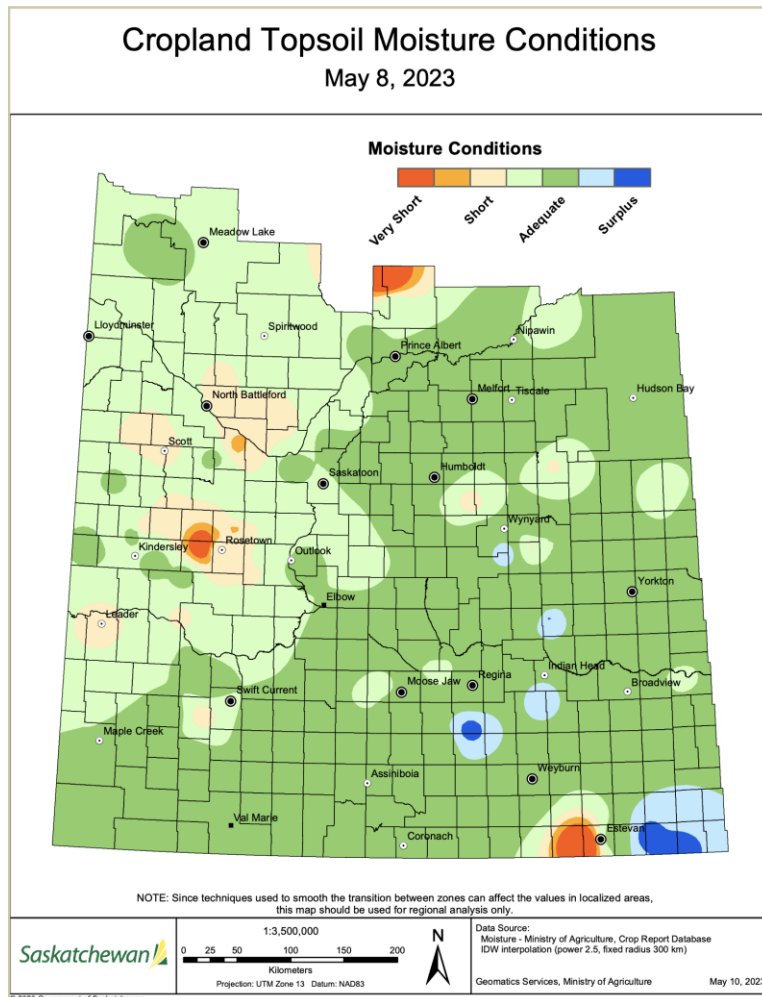 Cropland Topsoil Moisture Conditions
May 8, 2023
Moisture Conditions
Very Short
Short
Adequate
Surplus
Meadow Lake
Lloydminster
Spiritwood
Nipawin
Prince Albert
North Battleford
Melfort
Tisdale
Hudson Bay
Scott
Saskatoon
Humboldt
Wynyard
Kindersley
Rosetown
Outlook
Elbow
Yorkton
Leader
Indian Head
Swift Current
Moose Jaw
Regina
Broadview
Maple Creek
Assiniboia
Weyburn
Val Marie
Coronach
Estevan
NOTE: Since techniques used to smooth the transition between zones can affect the values in localized areas,
this map should be used for regional analysis only.
Saskatchewan
1:3,500,000
0 25 50 100 150 200
Kilometers
Projection: UTM Zone 13 Datum: NAD83
N
Data Source:
Moisture - Ministry of Agriculture, Crop Report Database
IDW interpolation (power 2.5, fixed radius 300 km)
Geomatics Services, Ministry of Agriculture
May 10, 2023